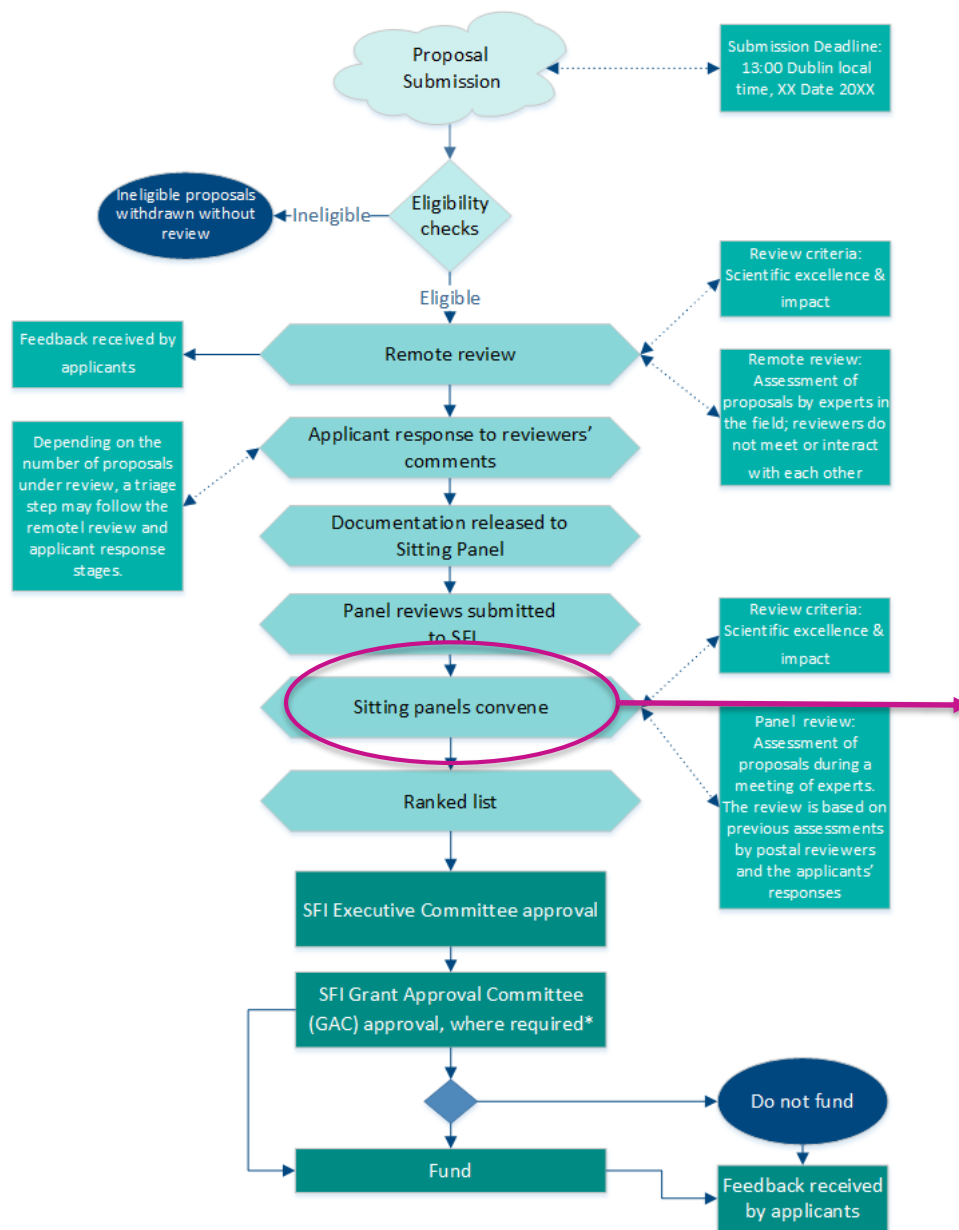 Proposal
Submission
Submission Deadline:
13:00 Dublin local
time, XX Date 20XX
Ineligible proposals
withdrawn without
review
Ineligible
Eligibility
checks
Eligible
Review criteria:
Scientific excellence &
impact
Feedback received by
applicants
Remote review
Remote review:
Assessment of
proposals by experts in
the field; reviewers do
not meet or interact
with each other
Depending on the
number of proposals
under review, a triage
step may follow the
remotel review and
applicant response
stages.
Applicant response to reviewers'
comments
Documentation released to
Sitting Panel
Panel reviews submitted
to SFI
Review criteria:
Scientific excellence &
impact
Sitting panels convene
Panel review:
Assessment of
proposals during a
meeting of experts.
The review is based on
previous assessments
by postal reviewers
and the applicants'
responses
Ranked list
SFI Executive Committee approval
SFI Grant Approval Committee
(GAC) approval, where required*
Do not fund
Fund
Feedback received
by applicants